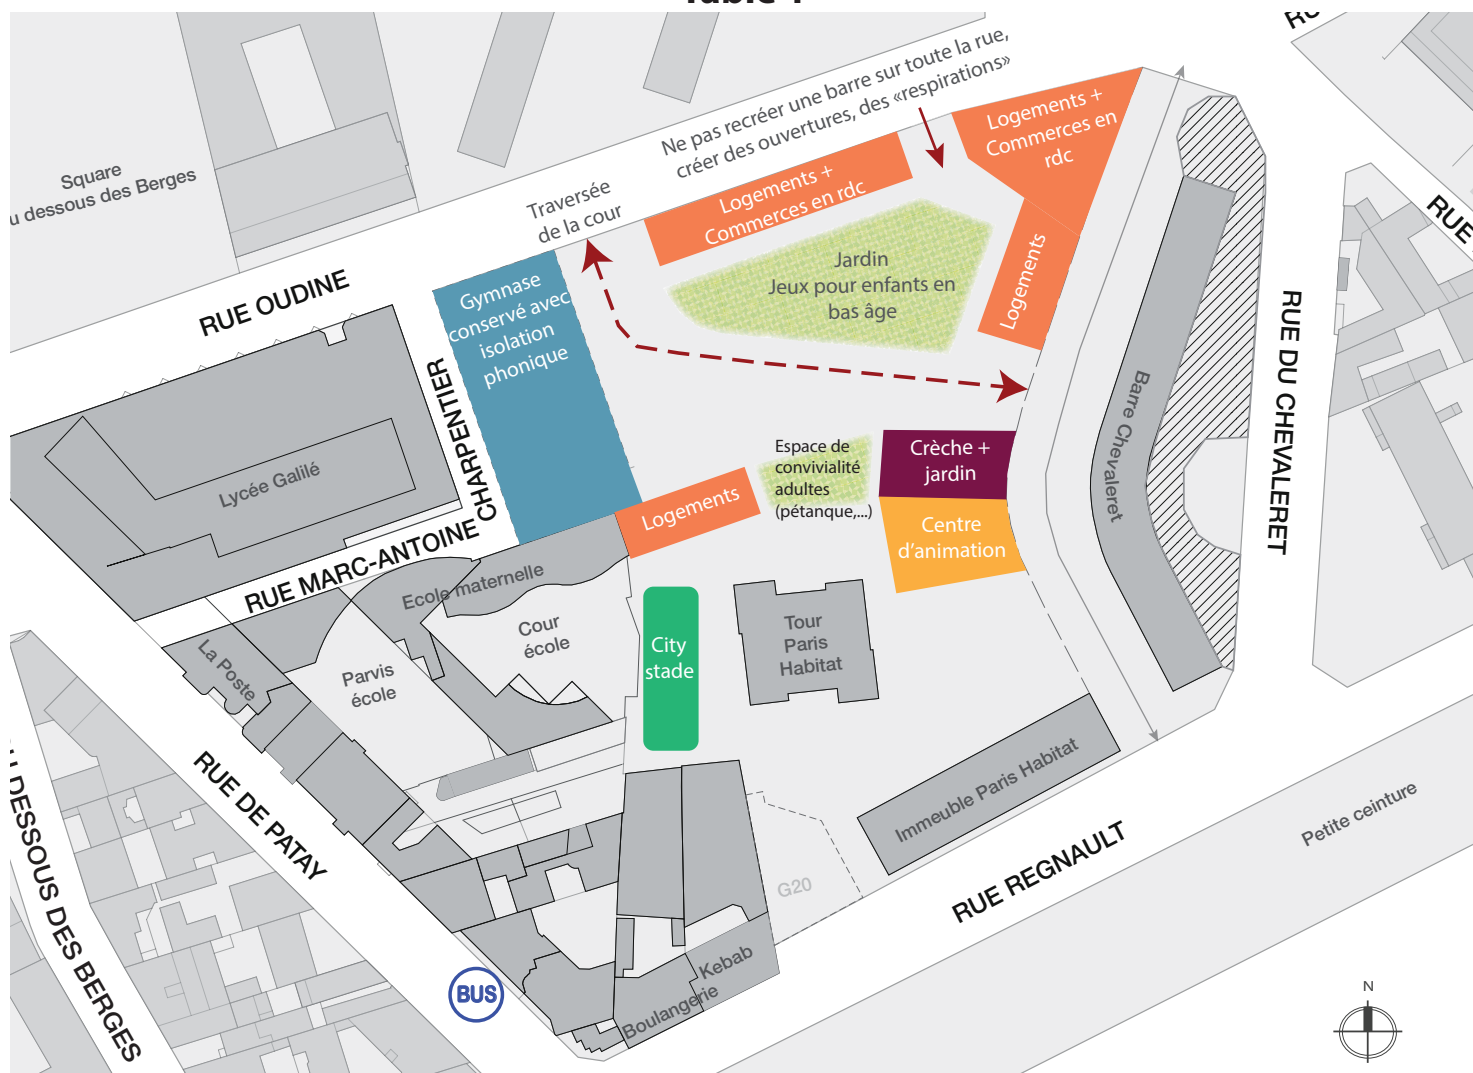 Square
u dessous des Berges
Ne pas recréer une barre sur toute la rue,
créer des ouvertures, des «respirations»
Traversée
de la cour
Logements +
Commerces en
rdc
Logements +
Commerces en rdc
RUE
RUE OUDINE
Gymnase
conservé avec
isolation
phonique
Jardin
Jeux pour enfants en
bas âge
Logements
RUE DU CHEVALERET
Barre Chevaleret
Lycée Galilé
RUE MARC-ANTOINE CHARPENTIER
Espace de
convivialité
adultes
(pétanque,...)
Crèche +
jardin
Logements
Centre
d'animation
Ecole maternelle
Cour
école
La Poste
Parvis
école
City
stade
Tour
Paris
Habitat
Immeuble Paris Habitat
RUE DE PATAY
DESSOUS DES BERGES
G20
RUE REGNAULT
Petite ceinture
BUS
Kebab
Boulangerie
N